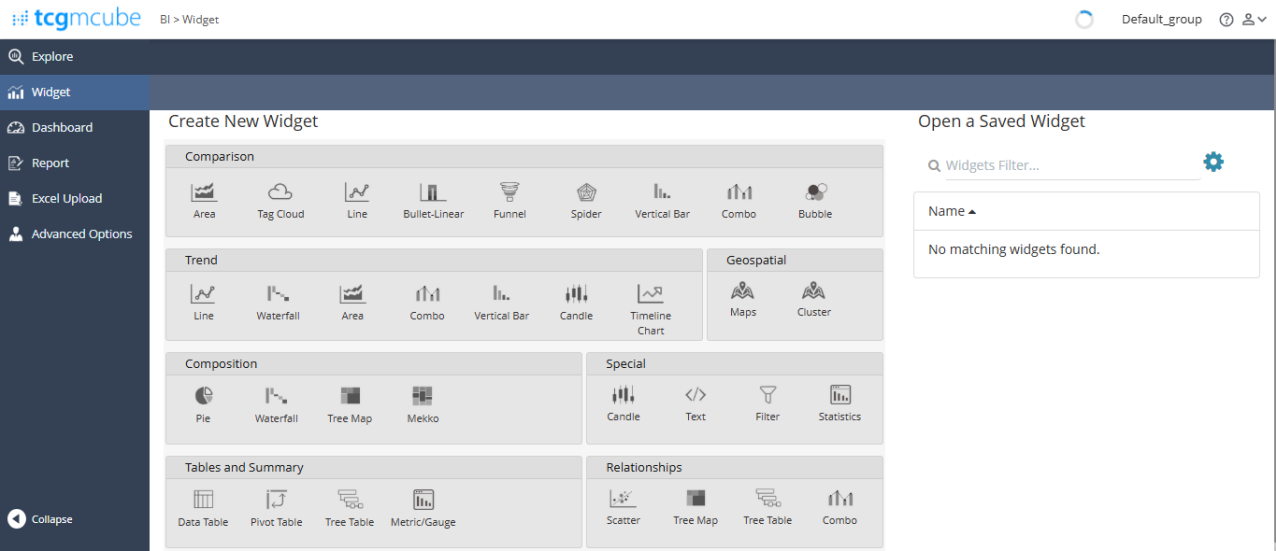 tcgmcube
BI > Widget
Default_group
Explore
Widget
Dashboard
Report
Excel Upload
Advanced Options
Collapse
Create New Widget
Comparison
Area Tag Cloud Line Bullet-Linear Funnel Spider Vertical Bar Combo Bubble
Trend
Line Waterfall Area Combo Vertical Bar Candle Timeline
Chart
Geospatial
Maps Cluster
Composition
Pie Waterfall Tree Map Mekko
Special
Candle Text Filter Statistics
Tables and Summary
Data Table Pivot Table Tree Table Metric/Gauge
Relationships
Scatter Tree Map Tree Table Combo
Open a Saved Widget
Widgets Filter...
Name
No matching widgets found.